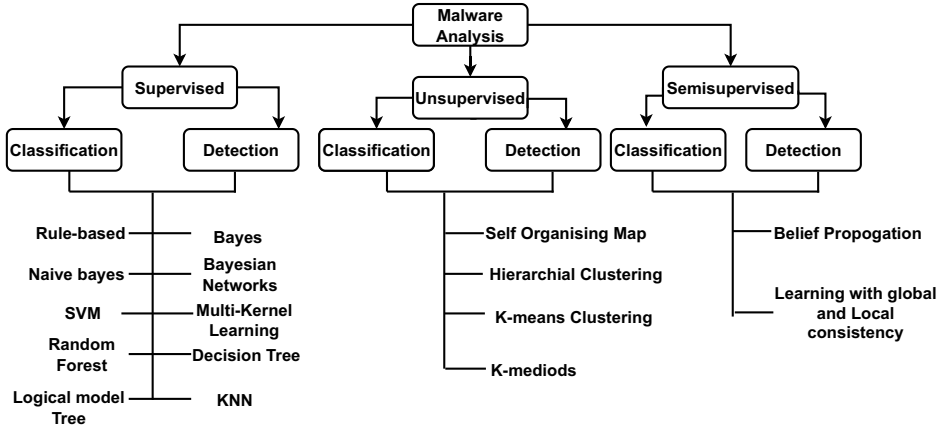 Malware
Analysis
Supervised
Unsupervised
Semisupervised
Classification
Detection
Classification
Detection
Classification
Detection
Rule-based
Bayes
Naive bayes
Bayesian
Networks
SVM
Multi-Kernel
Learning
Random
Forest
Decision Tree
Logical model
Tree
KNN
Self Organising Map
Hierarchial Clustering
K-means Clustering
K-mediods
Belief Propogation
Learning with global
and Local
consistency